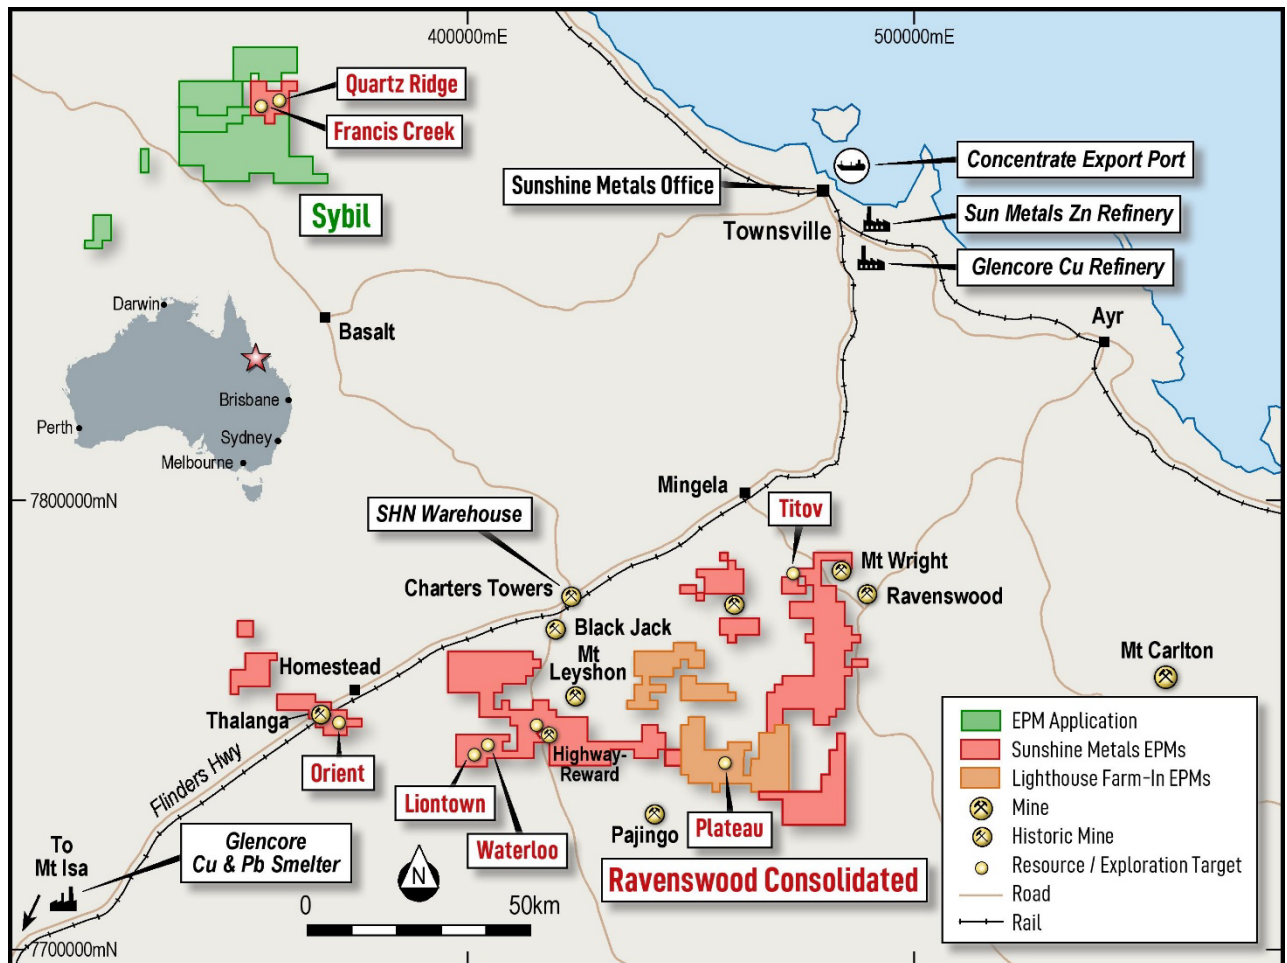 400000mE
500000mE
Quartz Ridge
Francis Creek
Sybil
Sunshine Metals Office
Concentrate Export Port
Sun Metals Zn Refinery
Glencore Cu Refinery
Townsville
Ayr
Basalt
Darwin
Brisbane
Perth
Sydney
Melbourne
7800000mN
Mingela
SHN Warehouse
Titov
Charters Towers
Mt Wright
Ravenswood
Black Jack
Mt
Leyshon
Mt Carlton
Homestead
Thalanga
Orient
Flinders Hwy
Highway-
Reward
Liontown
Waterloo
Pajingo
Plateau
Ravenswood Consolidated
To
Mt Isa
Glencore
Cu & Pb Smelter
N
0
50km
7700000mN
EPM Application
Sunshine Metals EPMs
Lighthouse Farm-In EPMs
Mine
Historic Mine
Resource / Exploration Target
Road
Rail